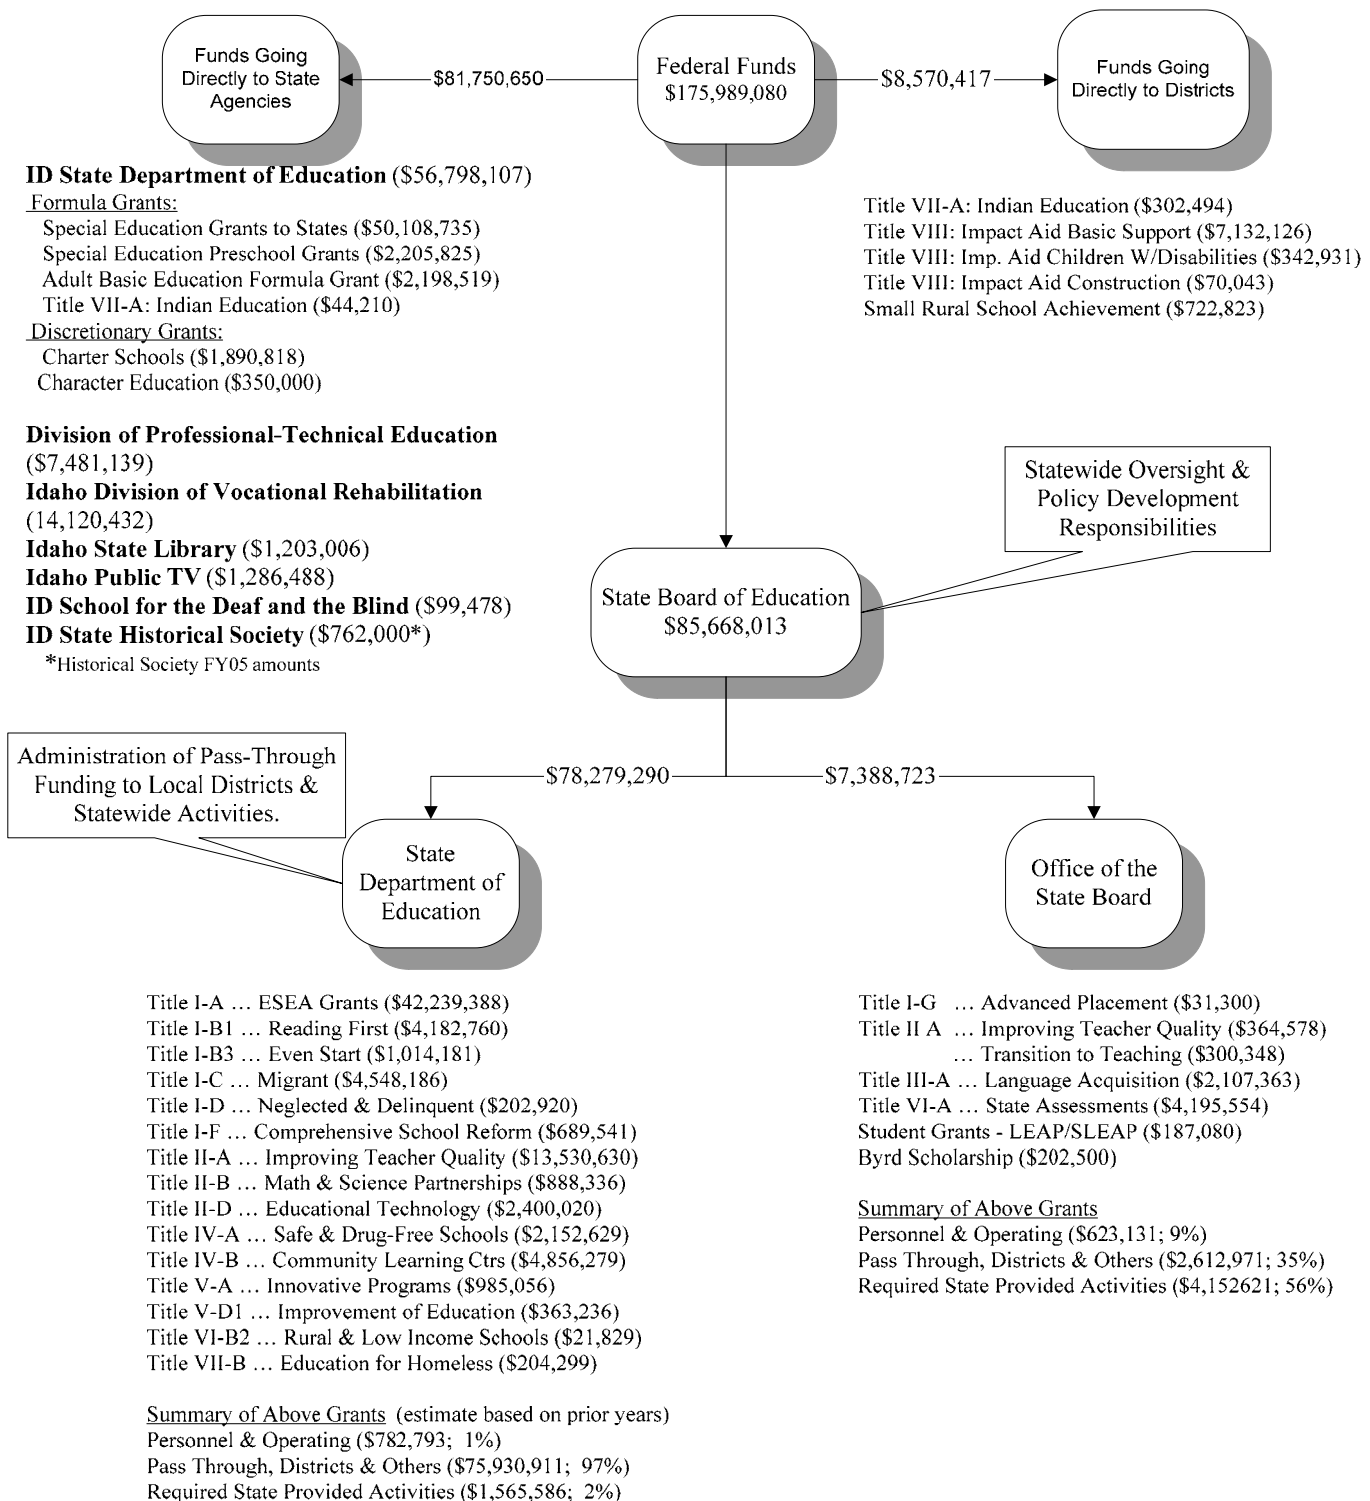 Funds Going
Directly to State
Agencies
$81,750,650
Federal Funds
$175,989,080
$8,570,417
Funds Going
Directly to Districts
ID State Department of Education ($56,798,107)
Formula Grants:
Special Education Grants to States ($50,108,735)
Special Education Preschool Grants ($2,205,825)
Adult Basic Education Formula Grant ($2,198,519)
Title VII-A: Indian Education ($44,210)
Discretionary Grants:
Charter Schools ($1,890,818)
Character Education ($350,000)
Division of Professional-Technical Education
($7,481,139)
Idaho Division of Vocational Rehabilitation
(14,120,432)
Idaho State Library ($1,203,006)
Idaho Public TV ($1,286,488)
ID School for the Deaf and the Blind ($99,478)
ID State Historical Society ($762,000*)
*Historical Society FY05 amounts
Title VII-A: Indian Education ($302,494)
Title VIII: Impact Aid Basic Support ($7,132,126)
Title VIII: Imp. Aid Children W/Disabilities ($342,931)
Title VIII: Impact Aid Construction ($70,043)
Small Rural School Achievement ($722,823)
Statewide Oversight &
Policy Development
Responsibilities
State Board of Education
$85,668,013
Administration of Pass-Through
Funding to Local Districts &
Statewide Activities.
$78,279,290
$7,388,723
State
Department of
Education
Office of the
State Board
Title I-A … ESEA Grants ($42,239,388)
Title I-B1 … Reading First ($4,182,760)
Title I-B3 … Even Start ($1,014,181)
Title I-C … Migrant ($4,548,186)
Title I-D … Neglected & Delinquent ($202,920)
Title I-F … Comprehensive School Reform ($689,541)
Title II-A … Improving Teacher Quality ($13,530,630)
Title II-B … Math & Science Partnerships ($888,336)
Title II-D … Educational Technology ($2,400,020)
Title IV-A … Safe & Drug-Free Schools ($2,152,629)
Title IV-B … Community Learning Ctrs ($4,856,279)
Title V-A … Innovative Programs ($985,056)
Title V-D1 … Improvement of Education ($363,236)
Title VI-B2 … Rural & Low Income Schools ($21,829)
Title VII-B … Education for Homeless ($204,299)
Summary of Above Grants (estimate based on prior years)
Personnel & Operating ($782,793; 1%)
Pass Through, Districts & Others ($75,930,911; 97%)
Required State Provided Activities ($1,565,586; 2%)
Title I-G … Advanced Placement ($31,300)
Title II A … Improving Teacher Quality ($364,578)
… Transition to Teaching ($300,348)
Title III-A … Language Acquisition ($2,107,363)
Title VI-A … State Assessments ($4,195,554)
Student Grants - LEAP/SLEAP ($187,080)
Byrd Scholarship ($202,500)
Summary of Above Grants
Personnel & Operating ($623,131; 9%)
Pass Through, Districts & Others ($2,612,971; 35%)
Required State Provided Activities ($4,152621; 56%)